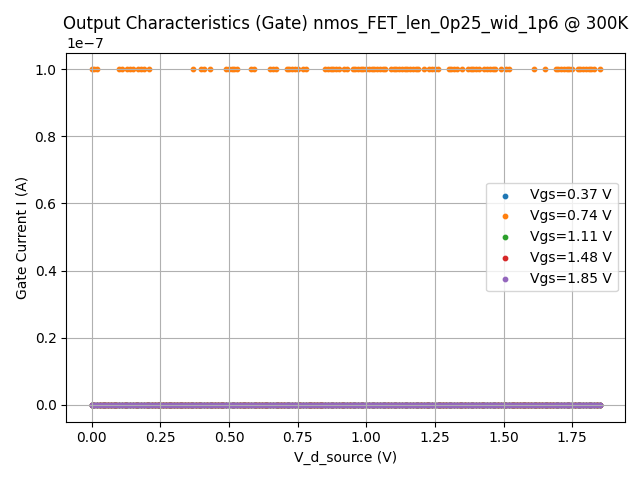 Output Characteristics (Gate) nmos_FET_len_0p25_wid_1p6 @ 300K
1e−7
1.0
0.8
0.6
0.4
0.2
0.0
Gate Current I (A)
Vgs=0.37 V
Vgs=0.74 V
Vgs=1.11 V
Vgs=1.48 V
Vgs=1.85 V
0.00 0.25 0.50 0.75 1.00 1.25 1.50 1.75
V_d_source (V)